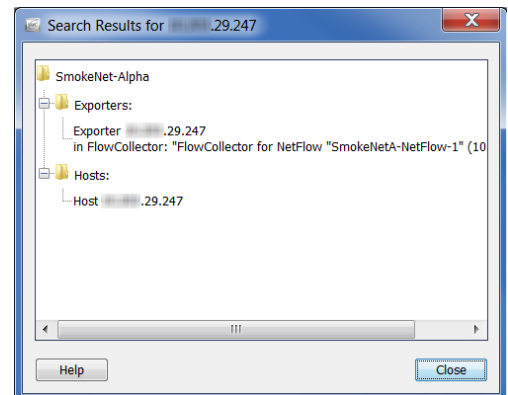 Search Results for .29.247
SmokeNet-Alpha
Exporters:
Exporter .29.247
in FlowCollector: "FlowCollector for NetFlow "SmokeNetA-NetFlow-1" (10
Hosts:
Host .29.247
Help
Close